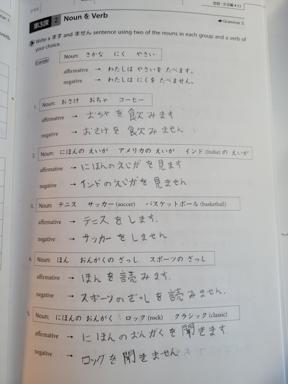 第3課 2 Noun & Verb
Grammar 3
Write a ます and ません sentence using two of the nouns in each group and a verb of your choice.
Example Noun: さかな にく やさい
affirmative → わたしは やさいを たべます。
negative → わたしは にくを たべません。
1. Noun: おさけ おちゃ コーヒー
affirmative → おちゃを 飲みます
negative → おさけを 飲みません
2. Noun: にほんの えいが アメリカの えいが インド (India) の えいが
affirmative → にほんの えいがを 見ます
negative → インドの えいがを 見ません
3. Noun: テニス サッカー (soccer) バスケットボール (basketball)
affirmative → テニスを します。
negative → サッカーを しません
4. Noun: ほん おんがくの ざっし スポーツの ざっし
affirmative → ほんを 読みます。
negative → スポーツの ざっしを 読みません。
5. Noun: にほんの おんがく ロック (rock) クラシック (classic)
affirmative → にほんの おんがくを 聞きます
negative → ロックを 聞きません